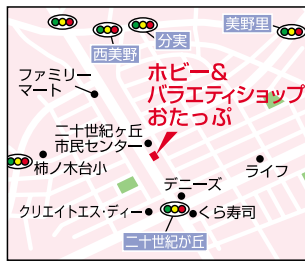 美野里
分実
西美野
ファミリー
マート
ホビー&
バラエティショップ
おたっぷ
二十世紀ヶ丘
市民センター
柿ノ木台小
ライフ
デニーズ
クリエイトエス・ディー
くら寿司
二十世紀が丘